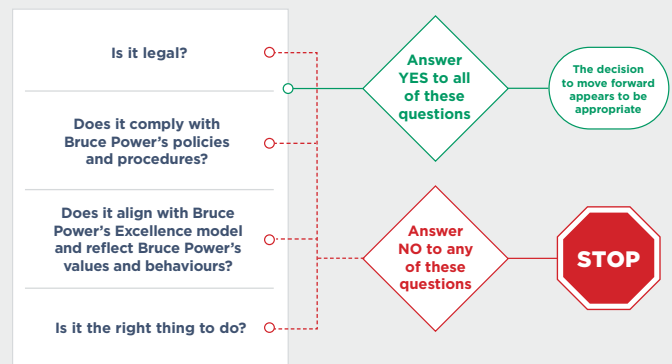 Is it legal?
Does it comply with
Bruce Power's policies
and procedures?
Does it align with Bruce
Power's Excellence model
and reflect Bruce Power's
values and behaviours?
Is it the right thing to do?
Answer
YES to all
of these
questions
The decision
to move forward
appears to be
appropriate
Answer
NO to any
of these
questions
STOP